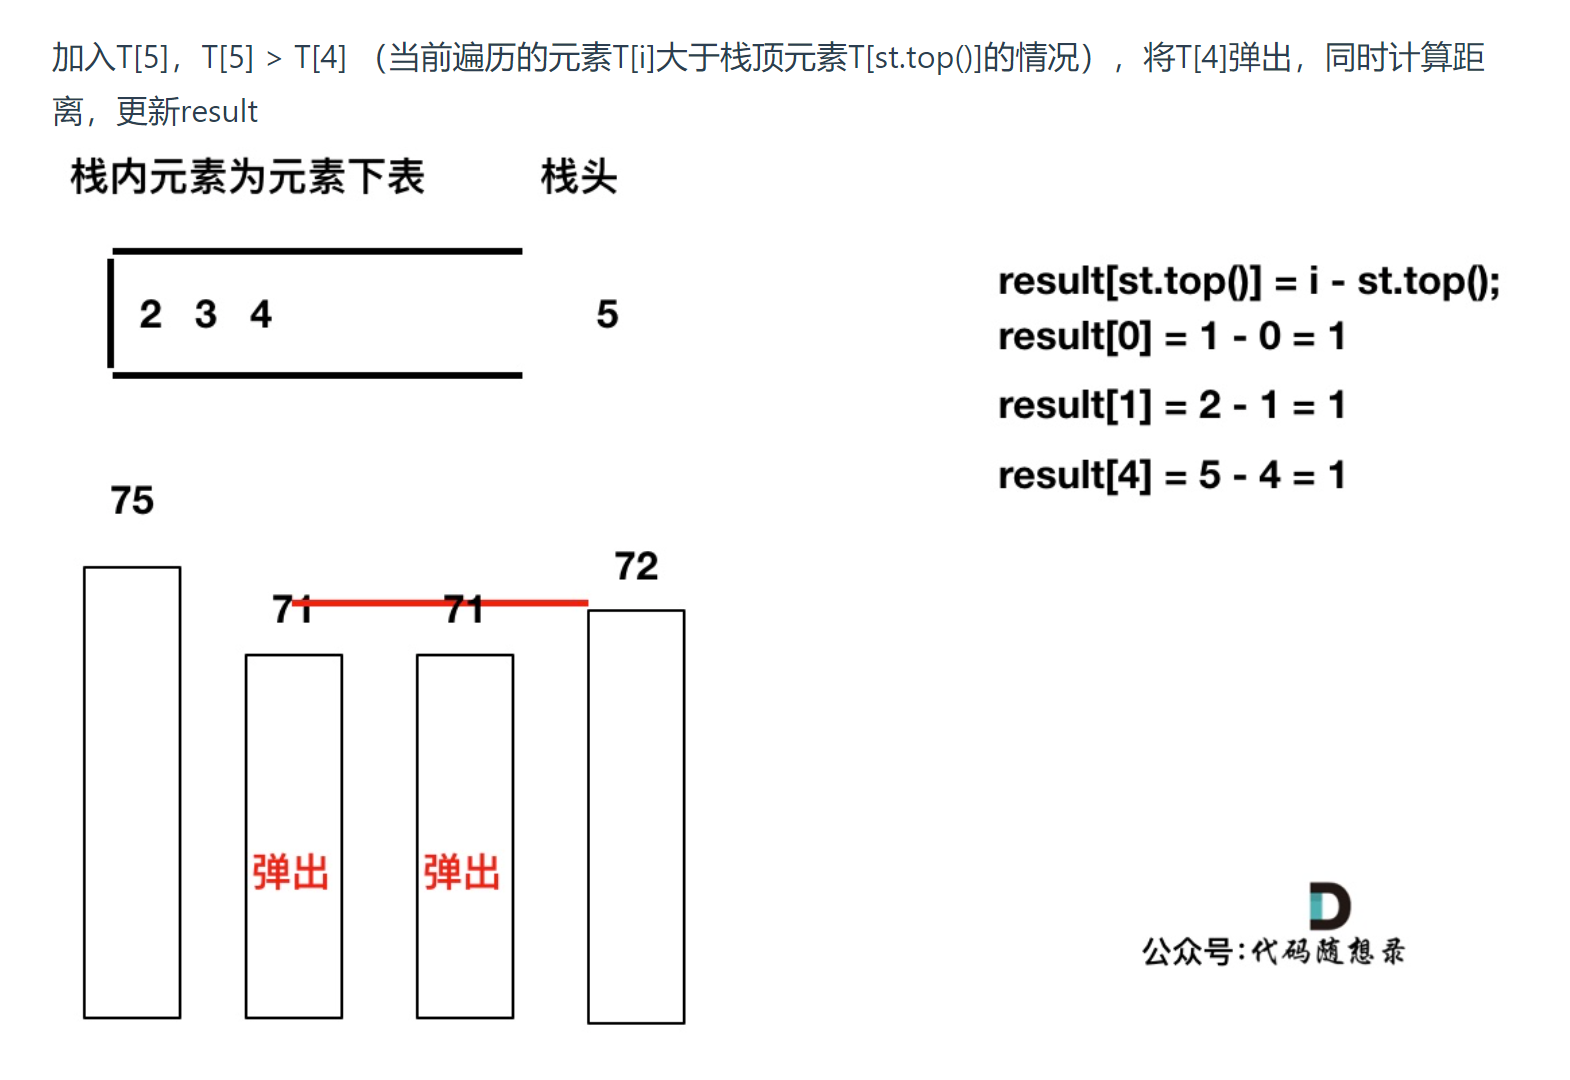 加入T[5]，T[5] > T[4] （当前遍历的元素T[i]大于栈顶元素T[st.top()]的情况），将T[4]弹出，同时计算距
离，更新result
栈内元素为元素下表 栈头
2 3 4 5
result[st.top()] = i - st.top();
result[0] = 1 - 0 = 1
result[1] = 2 - 1 = 1
result[4] = 5 - 4 = 1
75
72
71 71
弹出 弹出
公众号:代码随想录